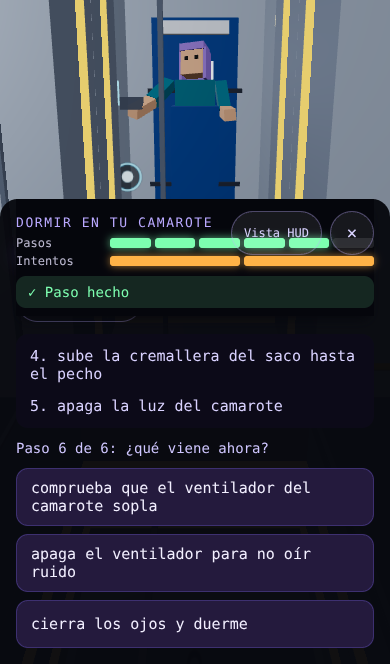 DORMIR EN TU CAMAROTE
Vista HUD
×
Pasos
Intentos
✓ Paso hecho
4. sube la cremallera del saco hasta
el pecho
5. apaga la luz del camarote
Paso 6 de 6: ¿qué viene ahora?
comprueba que el ventilador del
camarote sopla
apaga el ventilador para no oír
ruido
cierra los ojos y duerme